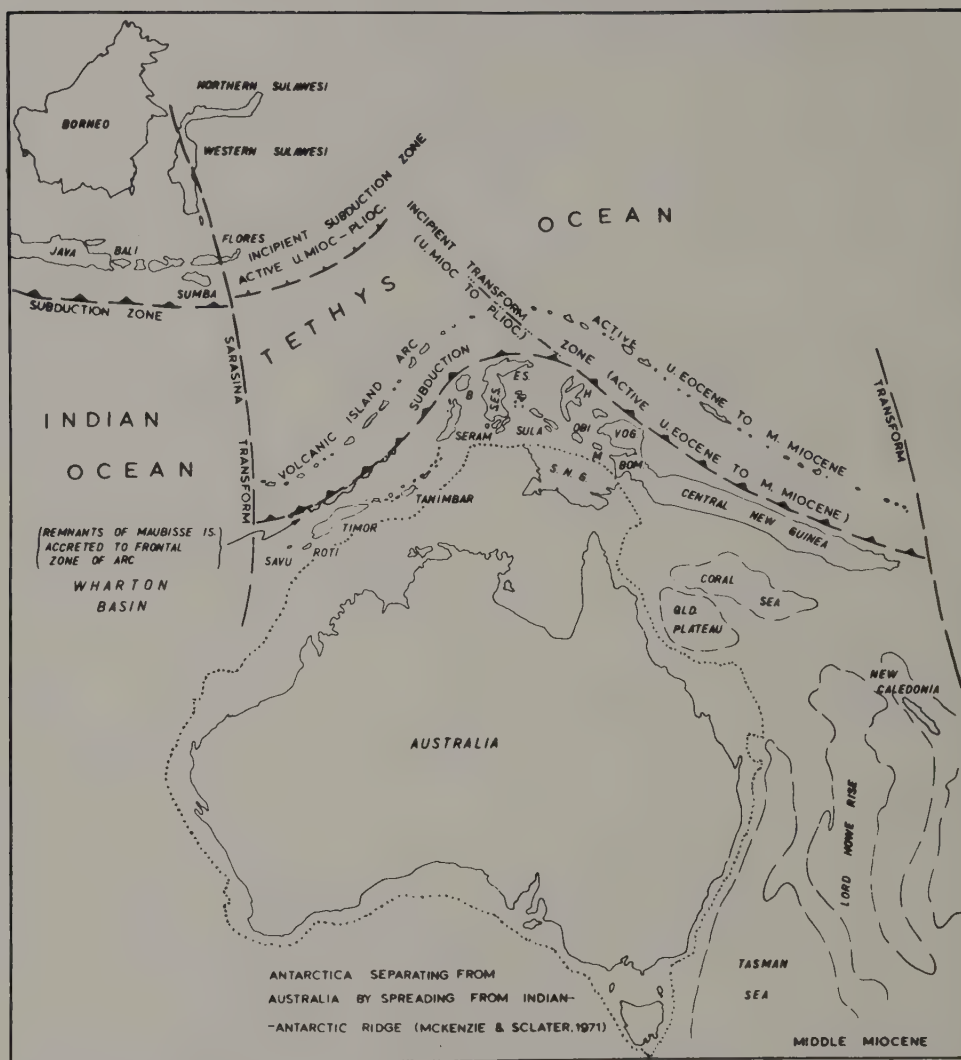 NORTHERN SULAWESI
BORNEO
WESTERN SULAWESI
OCEAN
FLORES
INCIPIENT SUBDUCTION ZONE
ACTIVE U.MIOC-PLIOC.
INCIPIENT TRANSFORM
(U. MIOC TO PLIOC.)
JAVA
BALI
SUMBA
SUBDUCTION ZONE
TETHYS
SARASINA
TRANSFORM
INDIAN
OCEAN
VOLCANIC ISLAND ARC
SUBDUCTION ZONE (ACTIVE U.EOCENE TO M. MIOCENE)
ACTIVE U.EOCENE TO M. MIOCENE
TRANSFORM
B
E.S.
S.E.S.
H
SERAM
SULA
OBI
VOG
M
BOM
S. N. G.
TANIMBAR
CENTRAL NEW GUINEA
(REMNANTS OF MAUBISSE IS.
ACCRETED TO FRONTAL
ZONE OF ARC)
TIMOR
ROTI
SAVU
WHARTON
BASIN
CORAL
SEA
QLD.
PLATEAU
NEW
CALEDONIA
AUSTRALIA
LORD HOWE RISE
TASMAN
SEA
ANTARCTICA SEPARATING FROM
AUSTRALIA BY SPREADING FROM INDIAN-
-ANTARCTIC RIDGE (MCKENZIE & SCLATER,1971)
MIDDLE MIOCENE